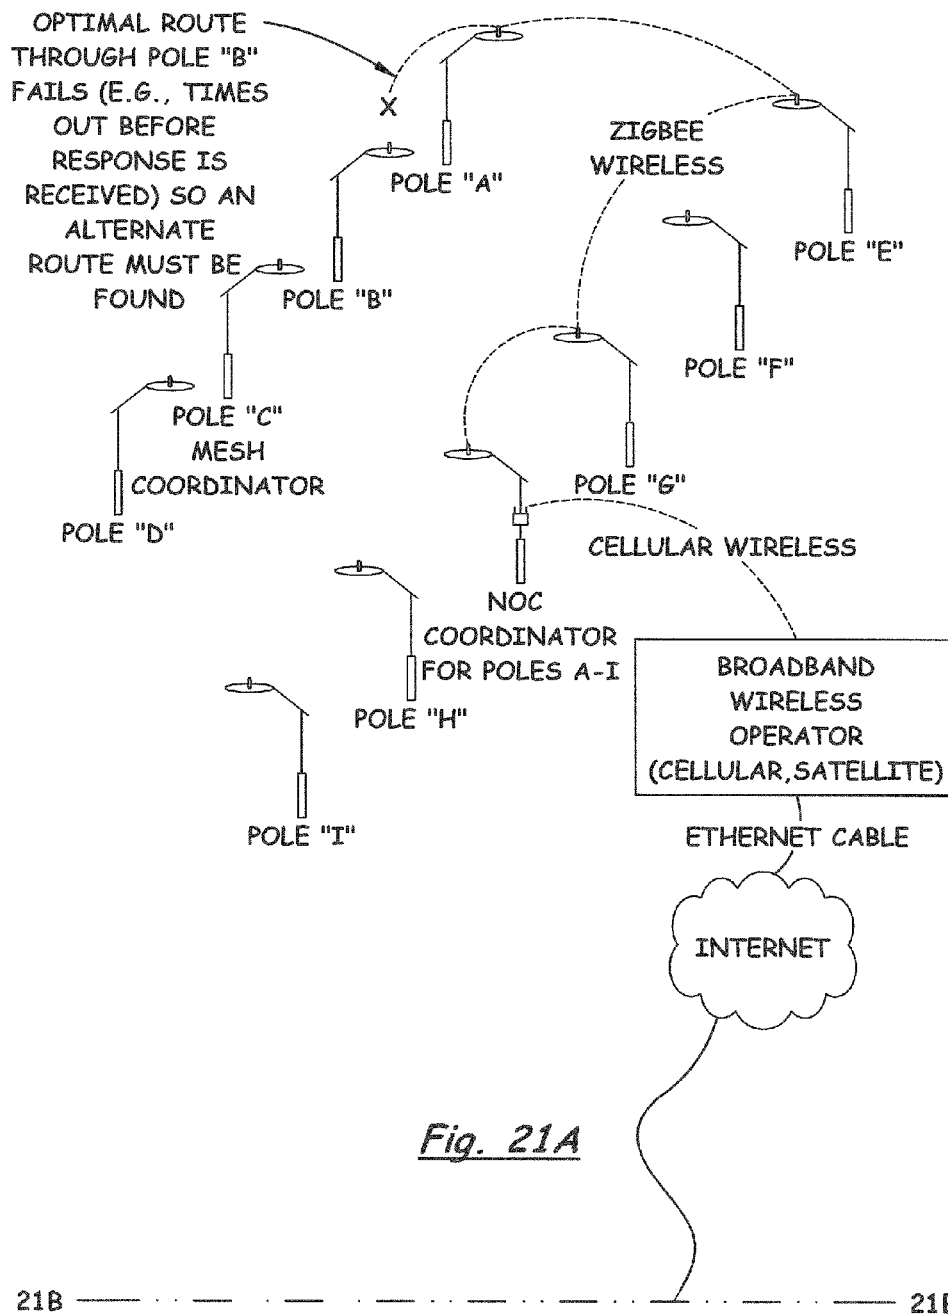 OPTIMAL ROUTE
THROUGH POLE "B"
FAILS (E.G., TIMES
OUT BEFORE
RESPONSE IS
RECEIVED) SO AN
ALTERNATE
ROUTE MUST BE
FOUND
X
POLE "A"
ZIGBEE
WIRELESS
POLE "E"
POLE "B"
POLE "F"
POLE "C"
MESH
COORDINATOR
POLE "D"
POLE "G"
CELLULAR WIRELESS
NOC
COORDINATOR
FOR POLES A-I
POLE "H"
POLE "I"
BROADBAND
WIRELESS
OPERATOR
(CELLULAR,SATELLITE)
ETHERNET CABLE
INTERNET
Fig. 21A
21B